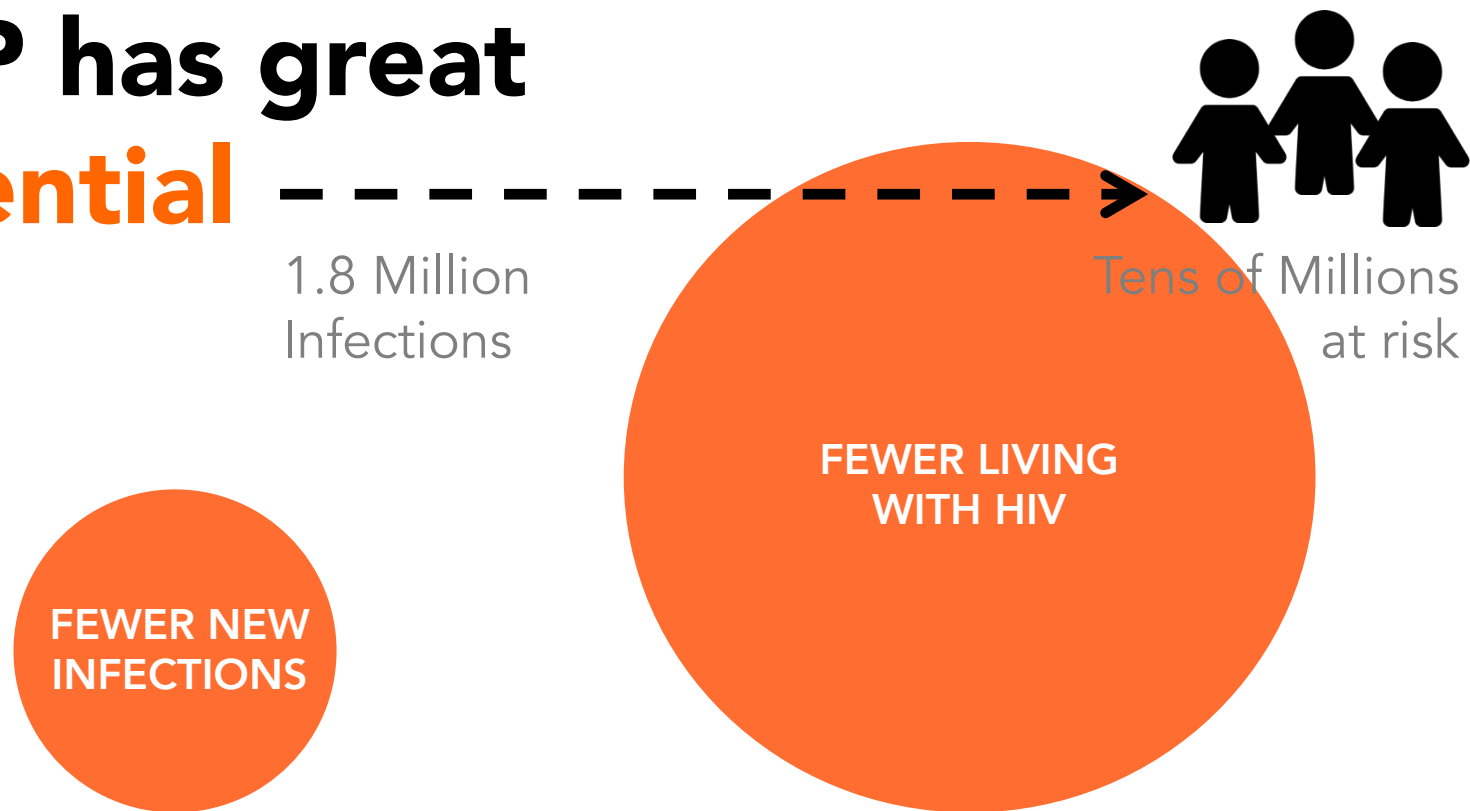 P has great
ential
1.8 Million
Infections
Tens of Millions
at risk
FEWER LIVING
WITH HIV
FEWER NEW
INFECTIONS